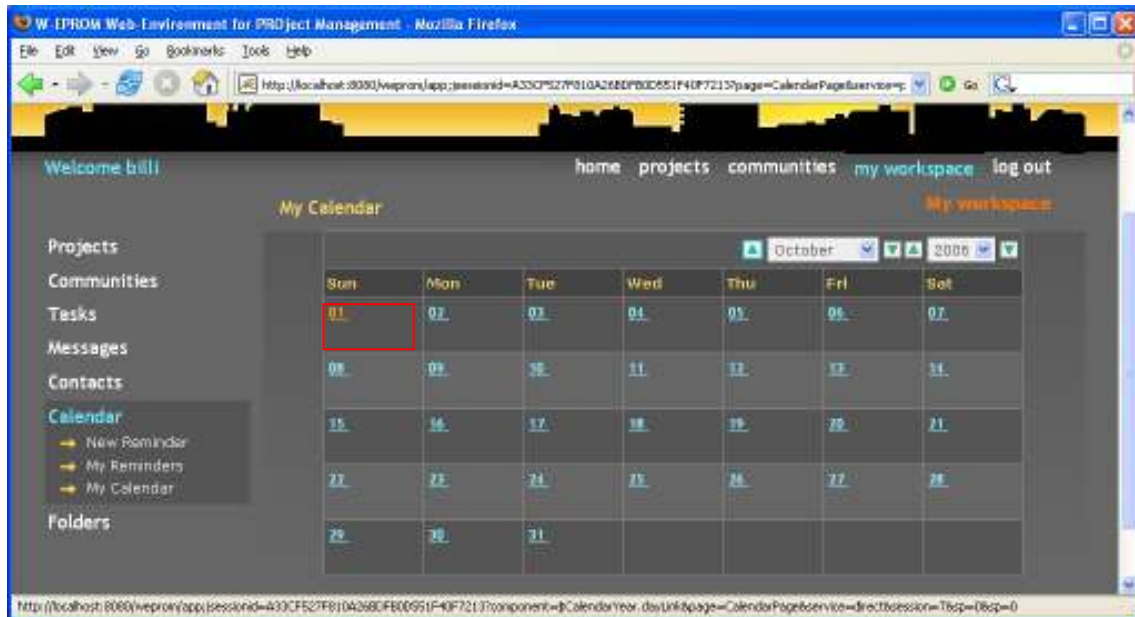 W-EPROM Web-Environment for PROject Management - Mozilla Firefox
File Edit View Go Bookmarks Tools Help
Go
Welcome billi
home projects communities my workspace log out
My Calendar
My workspace
Projects
Communities
Tasks
Messages
Contacts
Calendar
New Reminder
My Reminders
My Calendar
Folders
October 2006
Sun Mon Tue Wed Thu Fri Sat
01 02 03 04 05 06 07
08 09 10 11 12 13 14
15 16 17 18 19 20 21
22 23 24 25 26 27 28
29 30 31